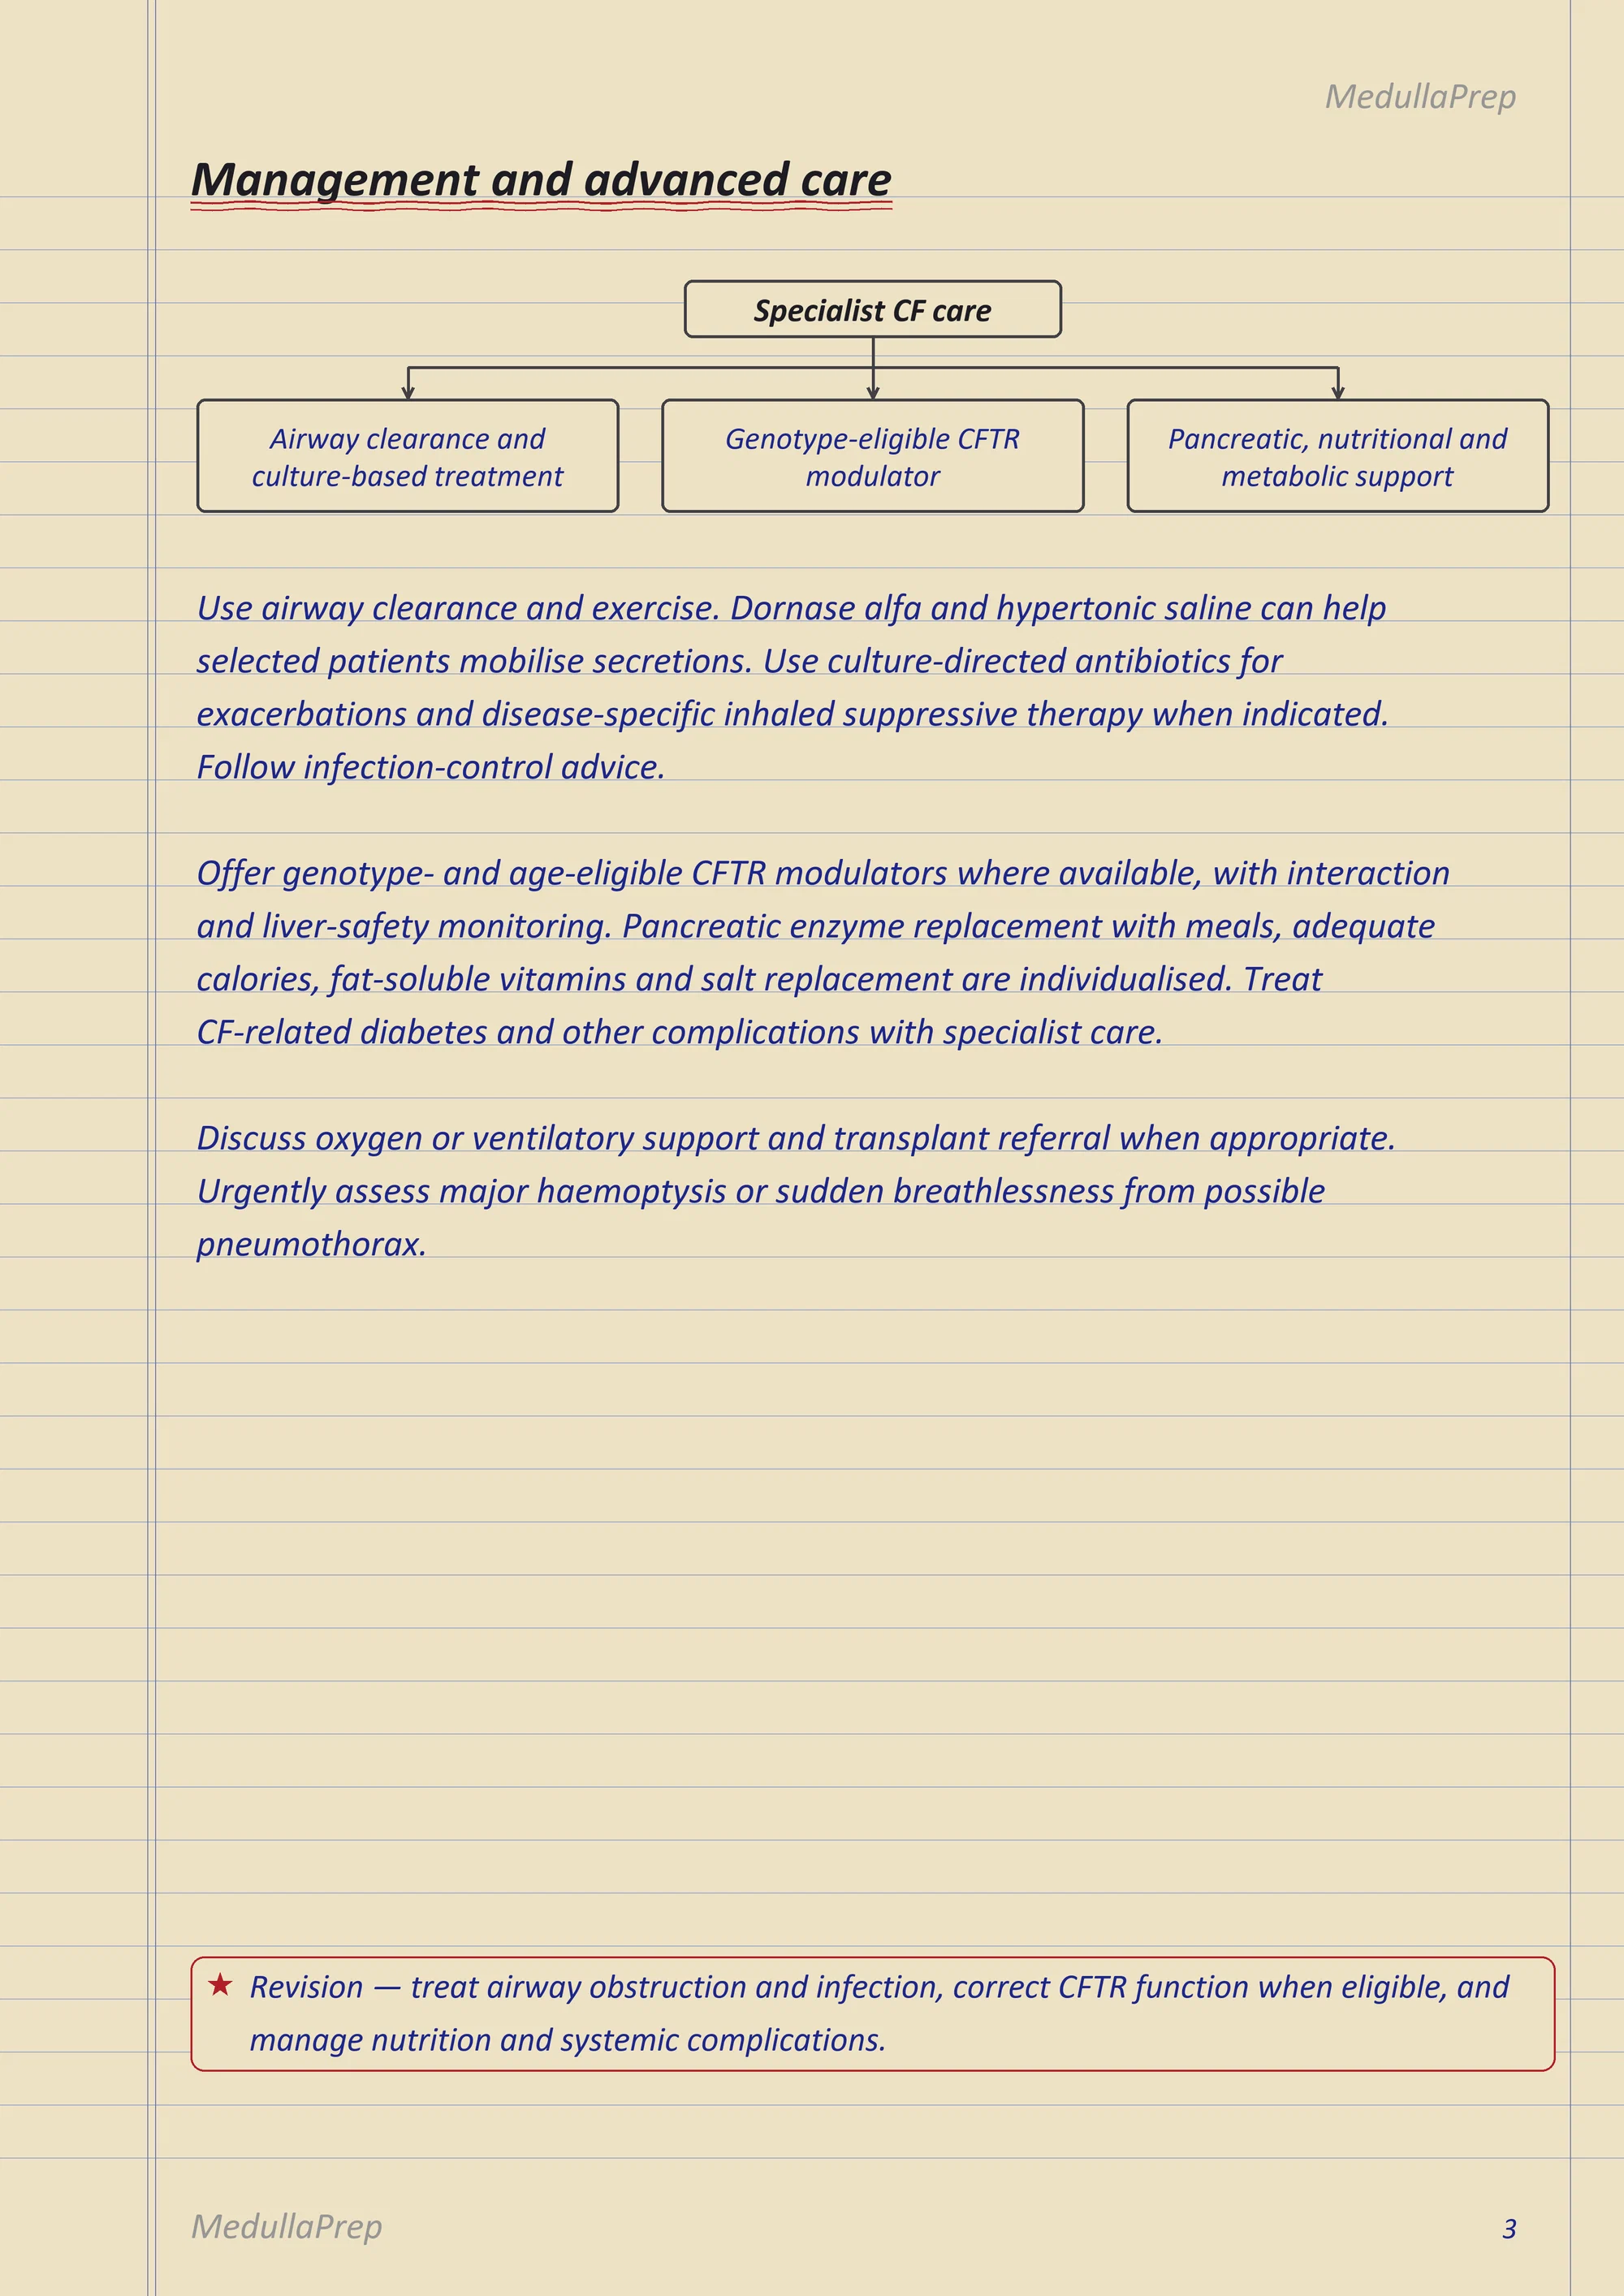 MedullaPrep
Management and advanced care
Specialist CF care
Airway clearance and
culture-based treatment
Genotype-eligible CFTR
modulator
Pancreatic, nutritional and
metabolic support
Use airway clearance and exercise. Dornase alfa and hypertonic saline can help
selected patients mobilise secretions. Use culture-directed antibiotics for
exacerbations and disease-specific inhaled suppressive therapy when indicated.
Follow infection-control advice.
Offer genotype- and age-eligible CFTR modulators where available, with interaction
and liver-safety monitoring. Pancreatic enzyme replacement with meals, adequate
calories, fat-soluble vitamins and salt replacement are individualised. Treat
CF-related diabetes and other complications with specialist care.
Discuss oxygen or ventilatory support and transplant referral when appropriate.
Urgently assess major haemoptysis or sudden breathlessness from possible
pneumothorax.
★ Revision — treat airway obstruction and infection, correct CFTR function when eligible, and
manage nutrition and systemic complications.
MedullaPrep
3